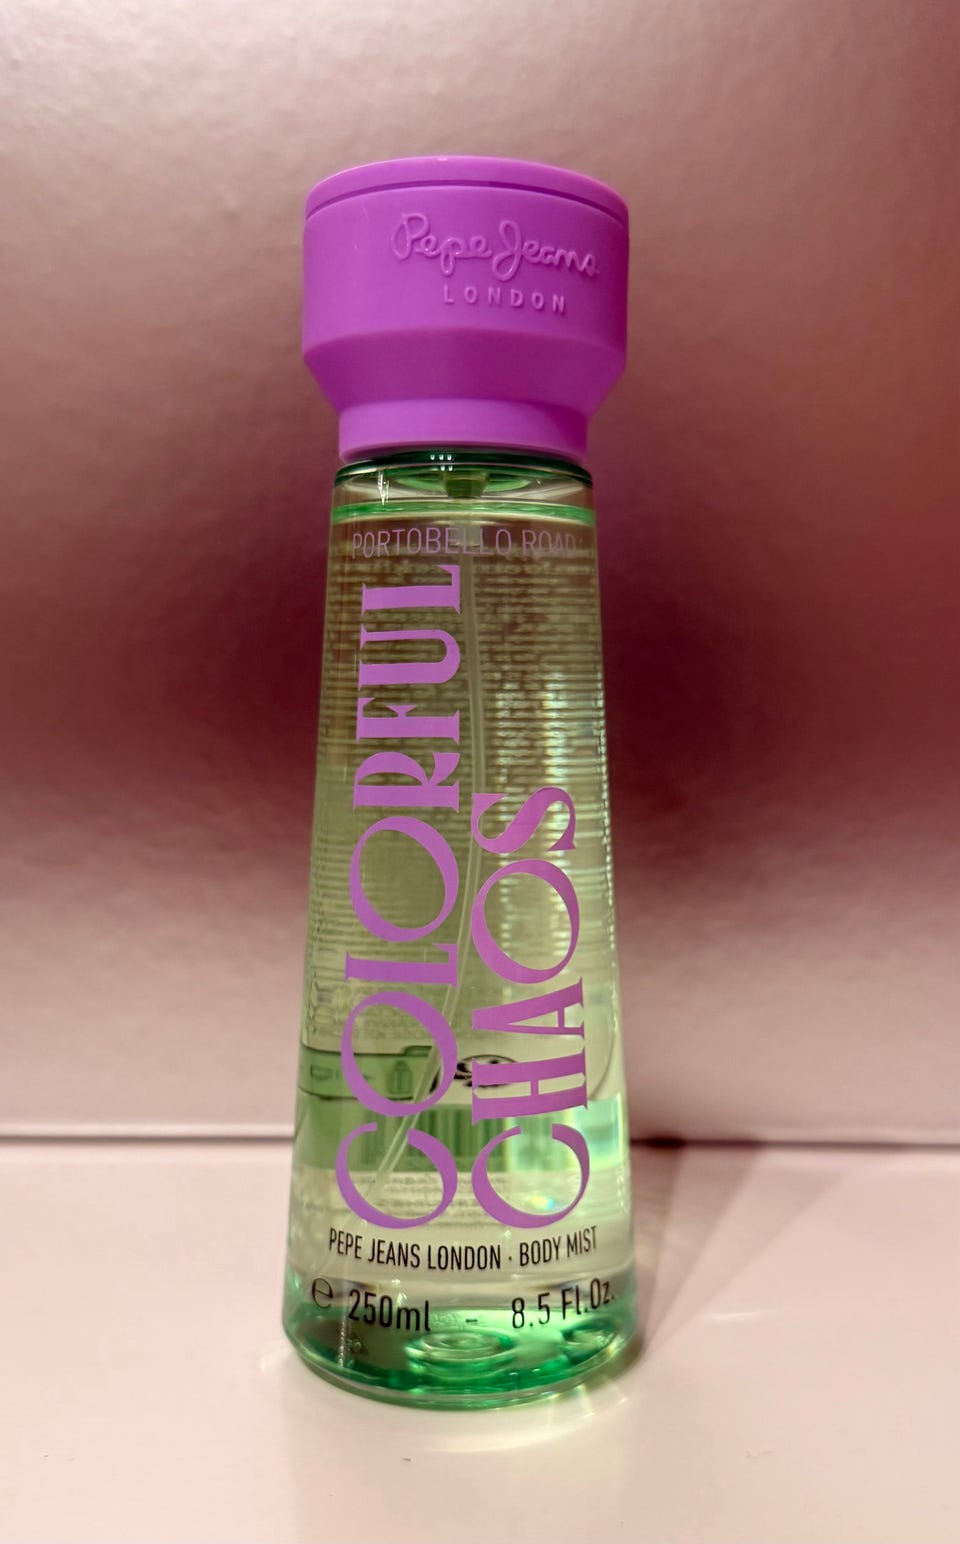 Pepe Jeans
LONDON
PORTOBELLO ROAD
COLORFUL
CHAOS
PEPE JEANS LONDON · BODY MIST
℮ 250ml - 8.5 Fl.Oz.